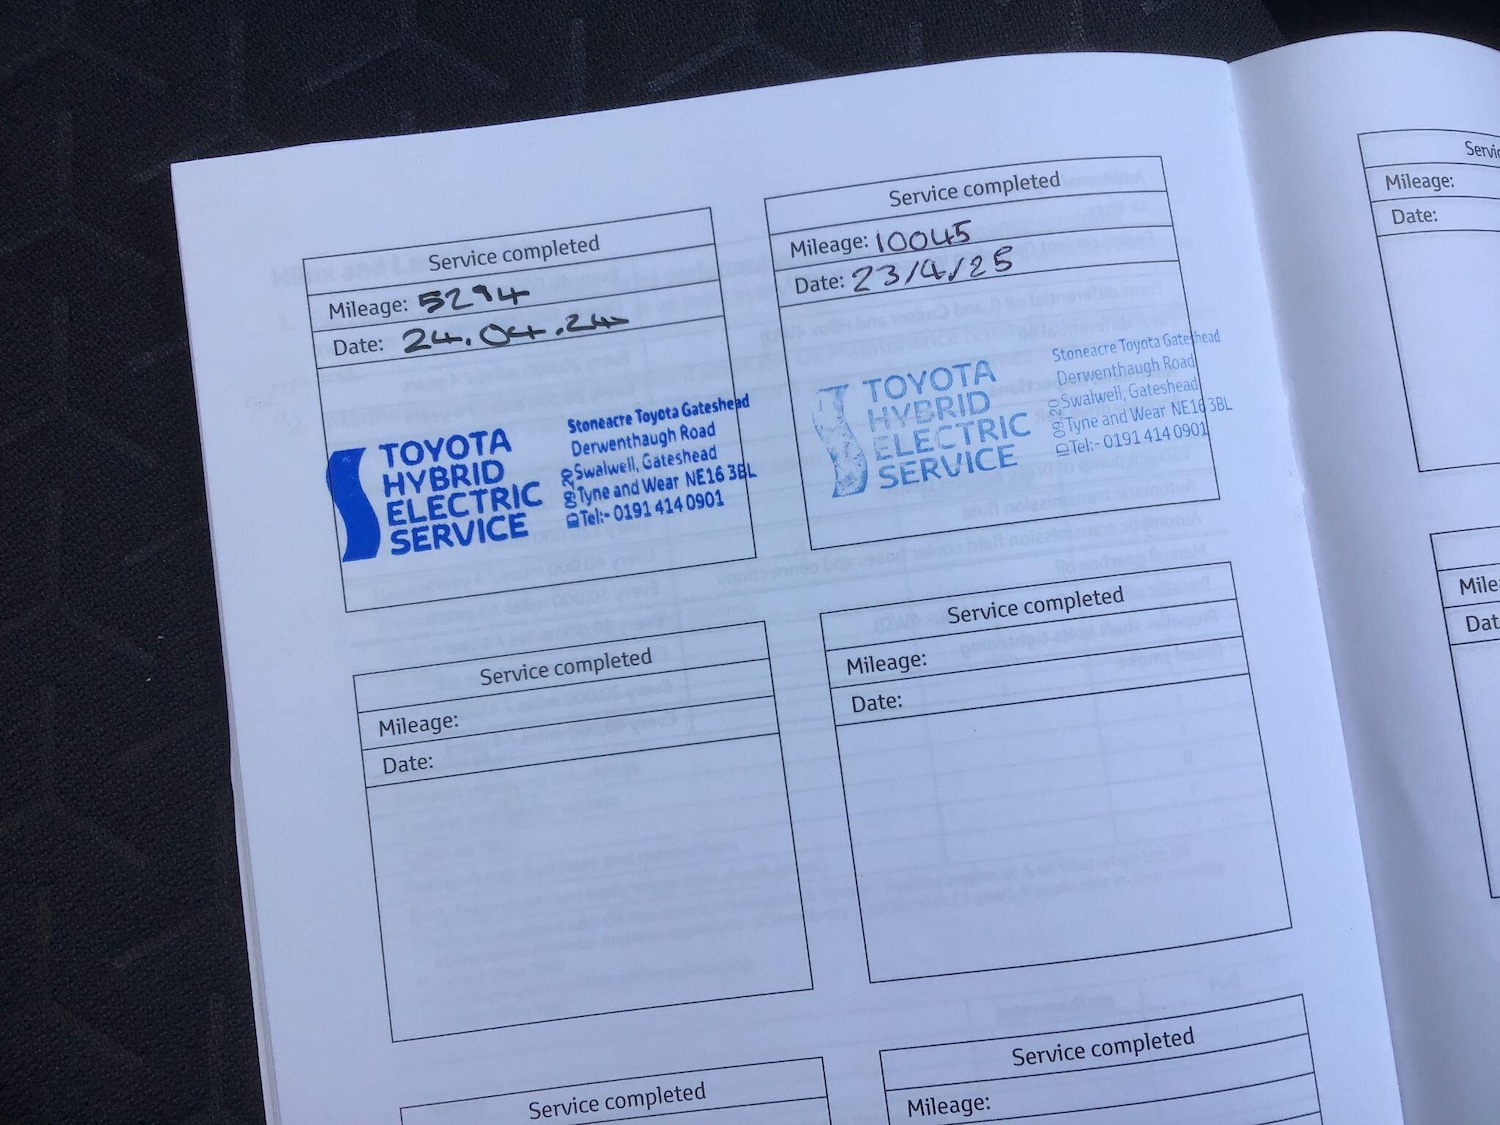 Service completed
Mileage: 5294
Date: 24.04.24
TOYOTA
HYBRID
ELECTRIC
SERVICE
Stoneacre Toyota Gateshead
Derwenthaugh Road
Swalwell, Gateshead
Tyne and Wear NE16 3BL
Tel:- 0191 414 0901
Service completed
Mileage: 10045
Date: 23/4/25
TOYOTA
HYBRID
ELECTRIC
SERVICE
Stoneacre Toyota Gateshead
Derwenthaugh Road
Swalwell, Gateshead
Tyne and Wear NE16 3BL
Tel:- 0191 414 0901
Service completed
Mileage:
Date:
Service completed
Mileage:
Date:
Service completed
Service completed
Mileage:
Mileage:
Date: